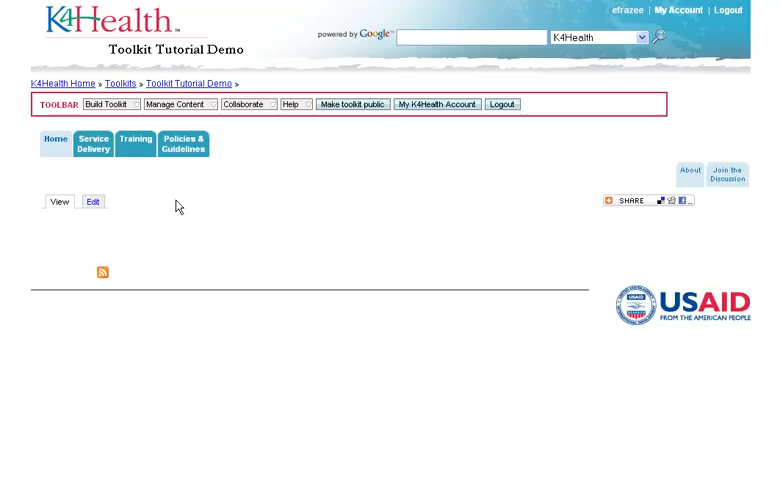 K4Health™
Toolkit Tutorial Demo
efrazee | My Account | Logout
powered by Google™ K4Health
K4Health Home » Toolkits » Toolkit Tutorial Demo »
TOOLBAR Build Toolkit Manage Content Collaborate Help Make toolkit public My K4Health Account Logout
Home
Service
Delivery
Training
Policies &
Guidelines
About
Join the
Discussion
View Edit
SHARE ...
USAID
FROM THE AMERICAN PEOPLE